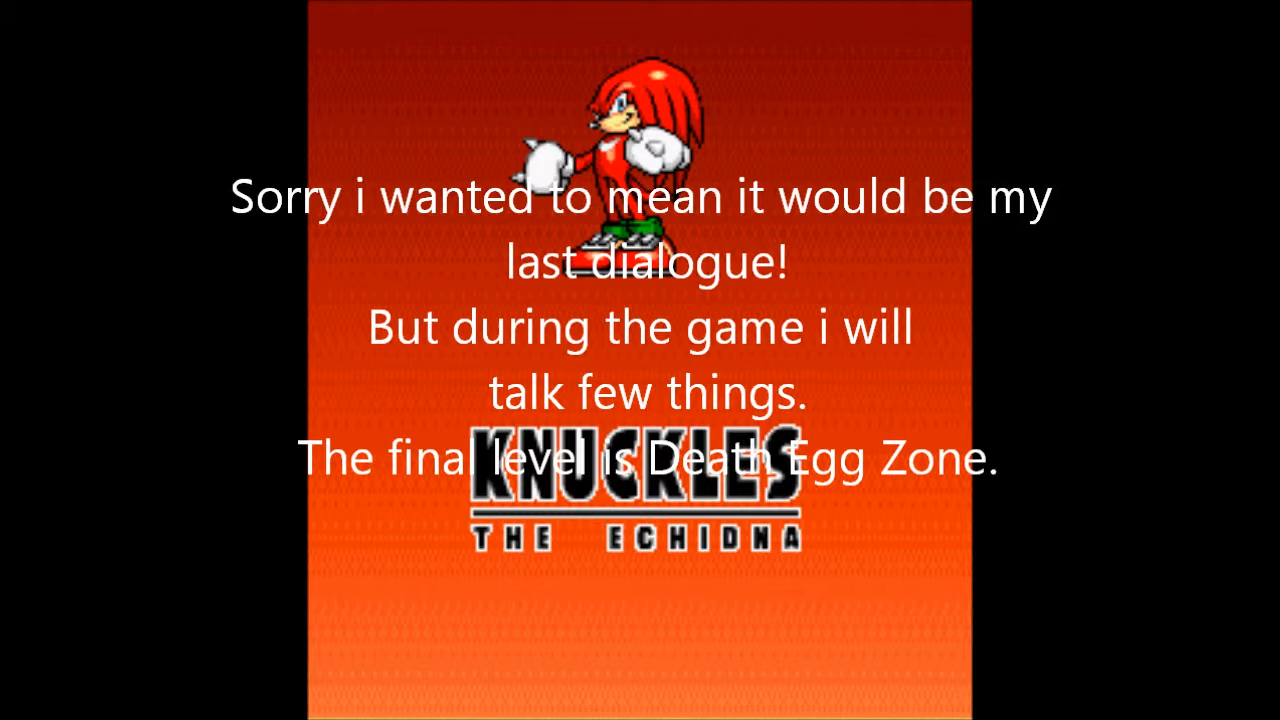 Sorry i wanted to mean it would be my
last dialogue!
But during the game i will
talk few things.
The final level is Death Egg Zone.
KNUCKLES
THE ECHIDNA